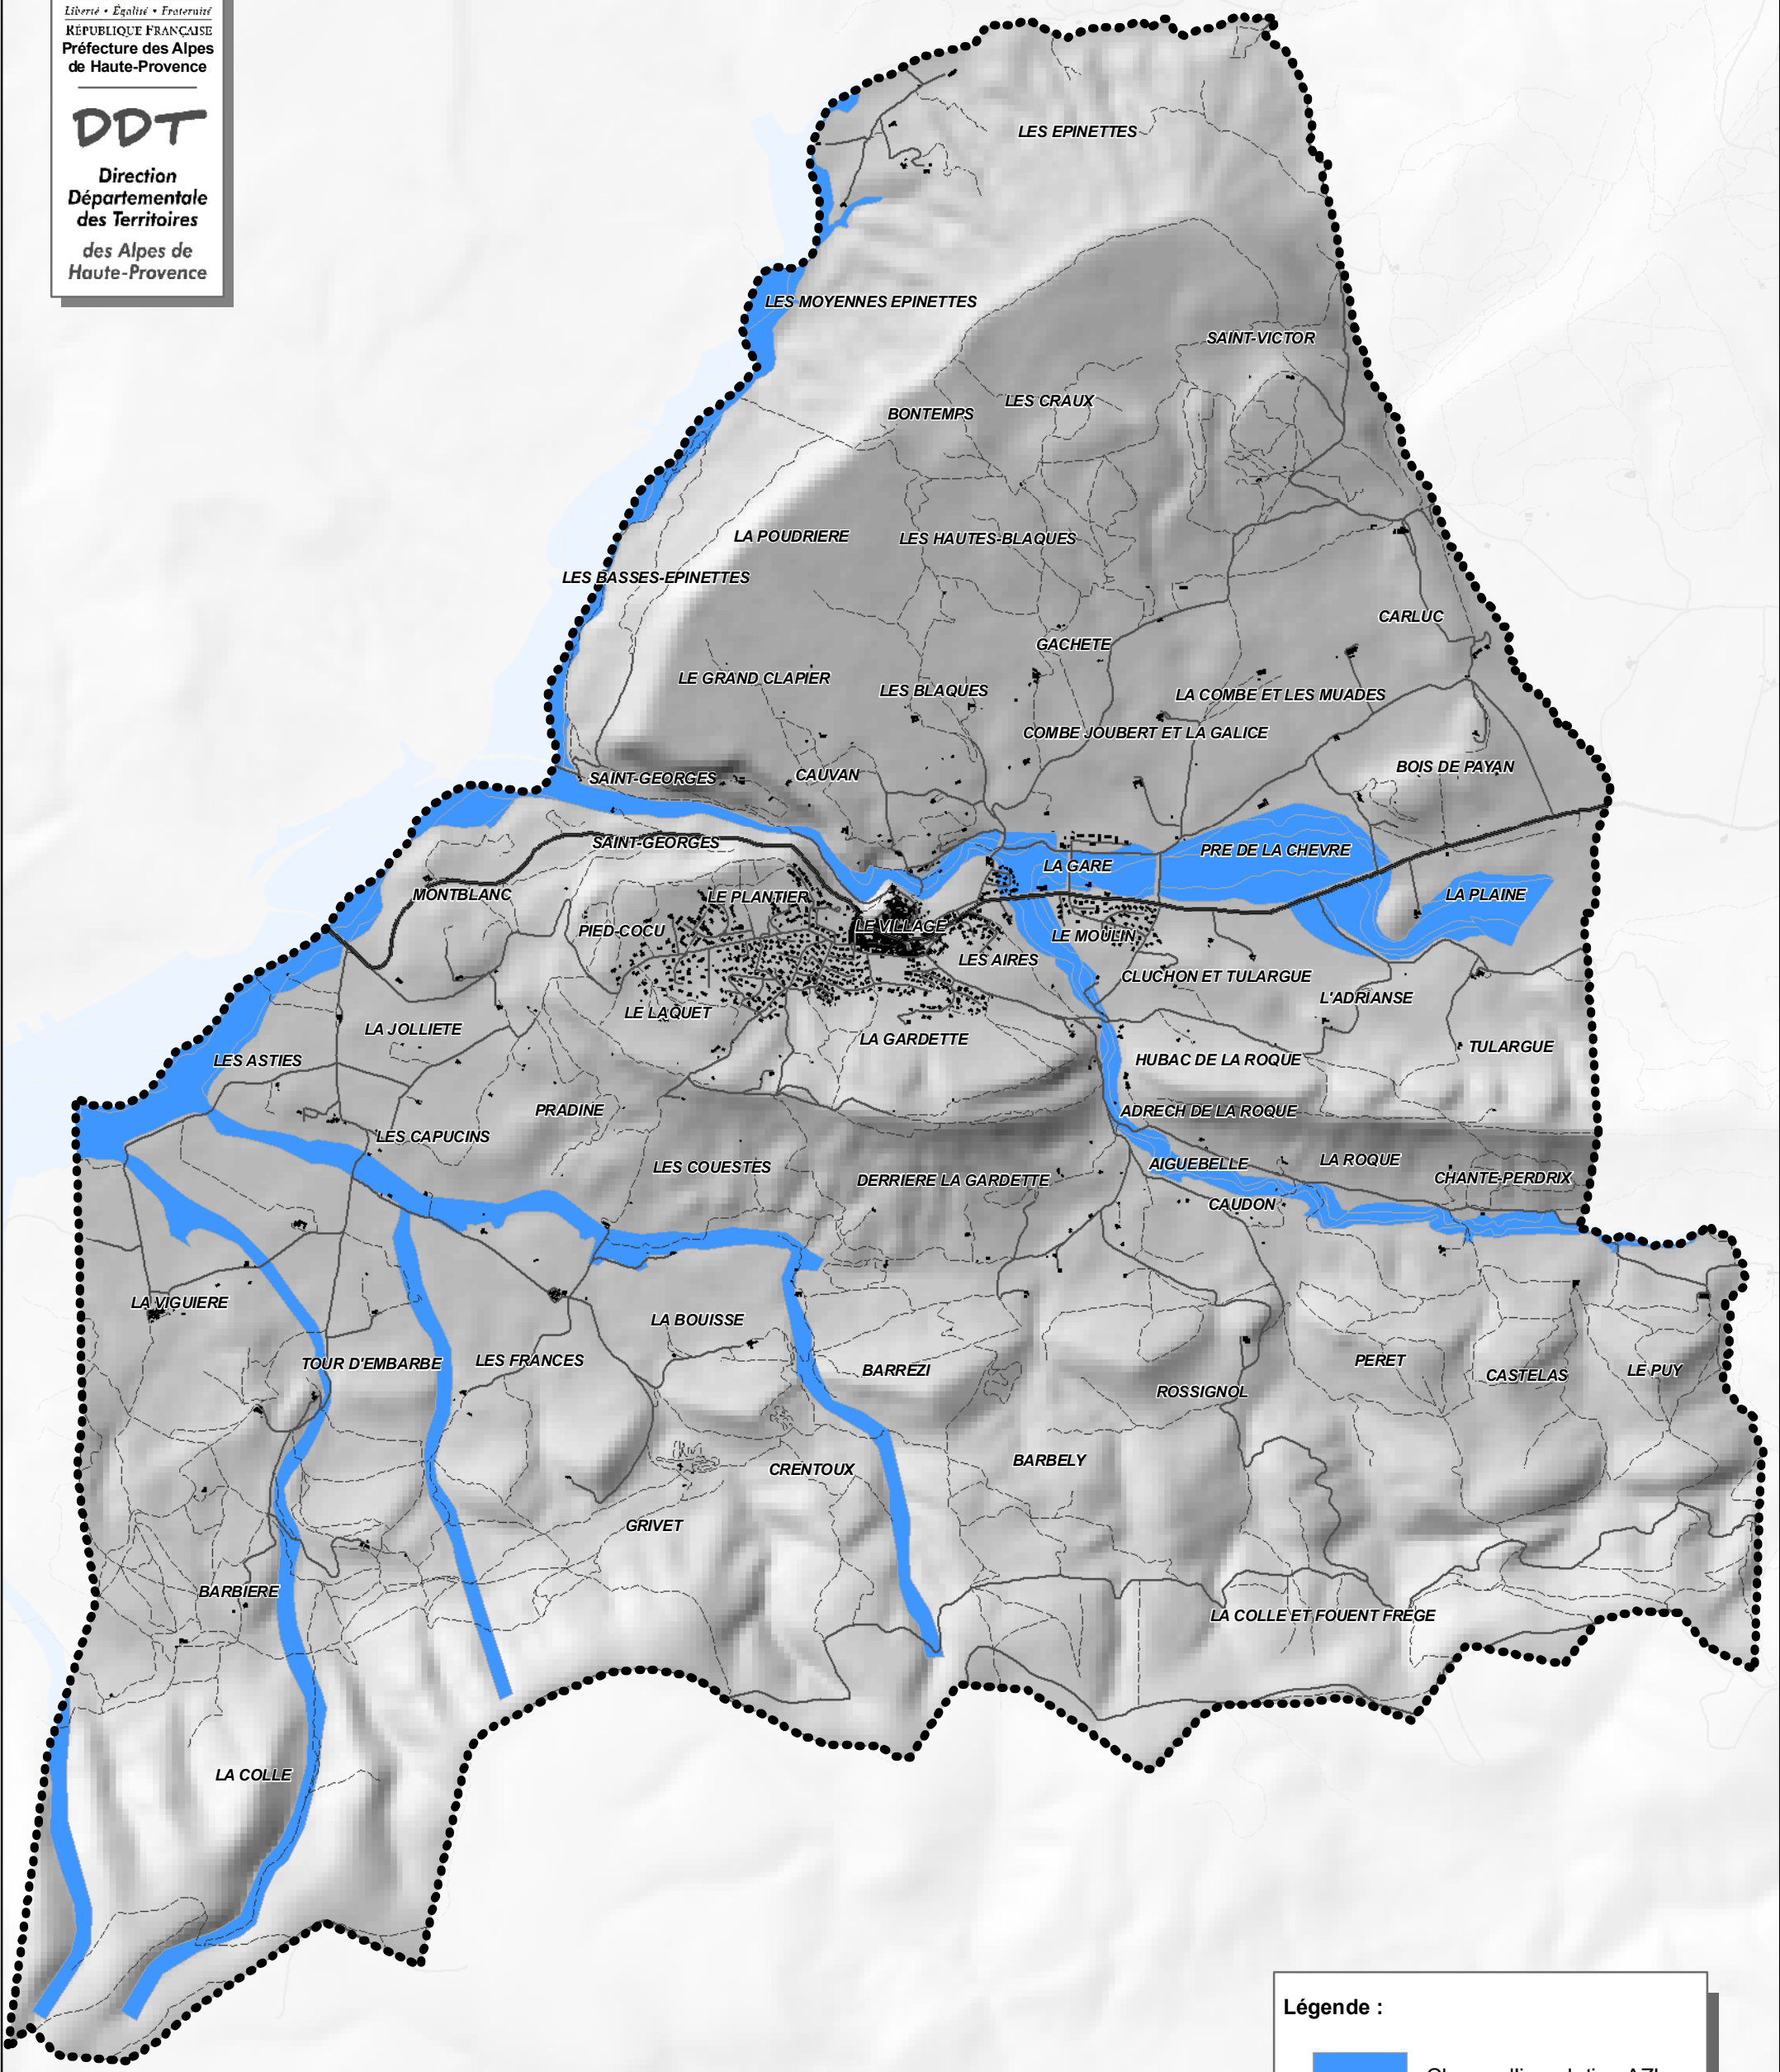 Liberté • Égalité • Fraternité
RÉPUBLIQUE FRANÇAISE
Préfecture des Alpes
de Haute-Provence
DDT
Direction
Départementale
des Territoires
des Alpes de
Haute-Provence
LES EPINETTES
LES MOYENNES EPINETTES
SAINT-VICTOR
LES CRAUX
BONTEMPS
LA POUDRIERE
LES HAUTES-BLAQUES
LES BASSES-EPINETTES
CARLUC
GACHETE
LE GRAND CLAPIER
LES BLAQUES
LA COMBE ET LES MUADES
COMBE JOUBERT ET LA GALICE
BOIS DE PAYAN
SAINT-GEORGES
CAUVAN
SAINT-GEORGES
PRE DE LA CHEVRE
LA GARE
MONTBLANC
LE PLANTIER
LA PLAINE
PIED-COCU
LE VILLAGE
LE MOULIN
LES AIRES
CLUCHON ET TULARGUE
L'ADRIANSE
LE LAQUET
LA JOLLIETE
LA GARDETTE
TULARGUE
LES ASTIES
HUBAC DE LA ROQUE
PRADINE
ADRECH DE LA ROQUE
LES CAPUCINS
LES COUESTES
AIGUEBELLE
LA ROQUE
DERRIERE LA GARDETTE
CHANTE-PERDRIX
CAUDON
LA VIGUIERE
LA BOUISSE
TOUR D'EMBARBE
LES FRANCES
BARREZI
PERET
CASTELAS
LE PUY
ROSSIGNOL
BARBELY
CRENTOUX
GRIVET
BARBIERE
LA COLLE ET FOUENT FREGE
LA COLLE
Légende :